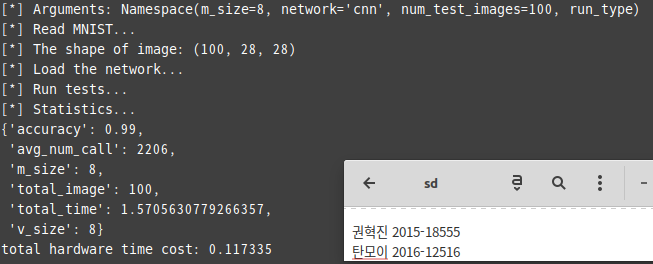 [*] Arguments: Namespace(m_size=8, network='cnn', num_test_images=100, run_type)
[*] Read MNIST...
[*] The shape of image: (100, 28, 28)
[*] Load the network...
[*] Run tests...
[*] Statistics...
{'accuracy': 0.99,
 'avg_num_call': 2206,
 'm_size': 8,
 'total_image': 100,
 'total_time': 1.5705630779266357,
 'v_size': 8}
total hardware time cost: 0.117335
sd
권혁진 2015-18555
탄모이 2016-12516